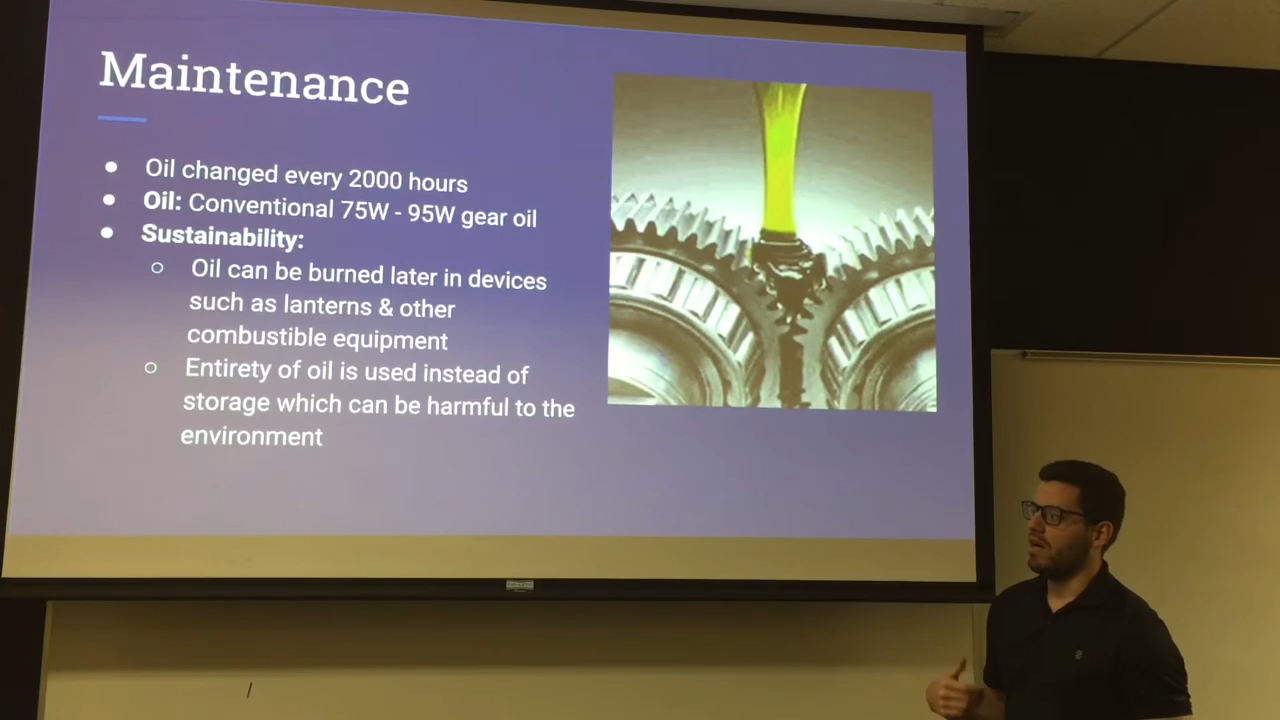 Maintenance
● Oil changed every 2000 hours
● Oil: Conventional 75W - 95W gear oil
● Sustainability:
○ Oil can be burned later in devices
such as lanterns & other
combustible equipment
○ Entirety of oil is used instead of
storage which can be harmful to the
environment